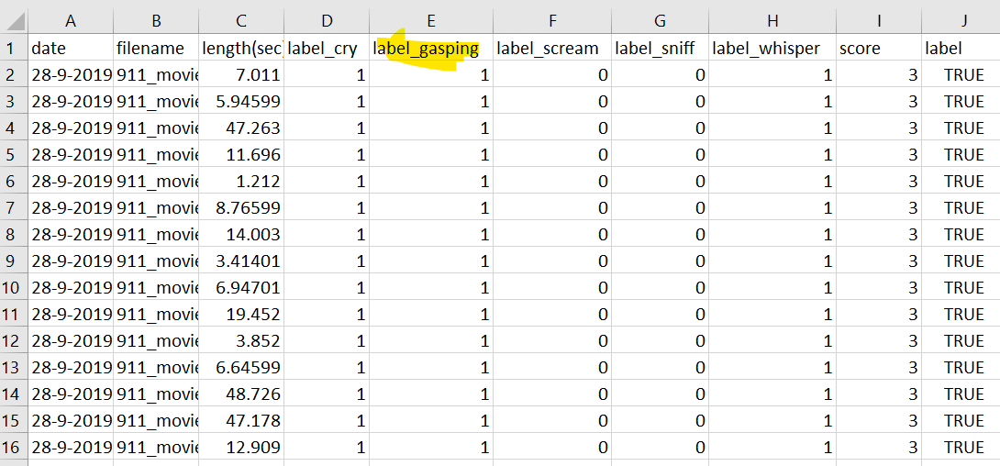 A B C D E F G H I J
1 date filename length(sec label_cry label_gasping label_scream label_sniff label_whisper score label
2 28-9-2019 911_movie 7.011 1 1 0 0 1 3 TRUE
3 28-9-2019 911_movie 5.94599 1 1 0 0 1 3 TRUE
4 28-9-2019 911_movie 47.263 1 1 0 0 1 3 TRUE
5 28-9-2019 911_movie 11.696 1 1 0 0 1 3 TRUE
6 28-9-2019 911_movie 1.212 1 1 0 0 1 3 TRUE
7 28-9-2019 911_movie 8.76599 1 1 0 0 1 3 TRUE
8 28-9-2019 911_movie 14.003 1 1 0 0 1 3 TRUE
9 28-9-2019 911_movie 3.41401 1 1 0 0 1 3 TRUE
10 28-9-2019 911_movie 6.94701 1 1 0 0 1 3 TRUE
11 28-9-2019 911_movie 19.452 1 1 0 0 1 3 TRUE
12 28-9-2019 911_movie 3.852 1 1 0 0 1 3 TRUE
13 28-9-2019 911_movie 6.64599 1 1 0 0 1 3 TRUE
14 28-9-2019 911_movie 48.726 1 1 0 0 1 3 TRUE
15 28-9-2019 911_movie 47.178 1 1 0 0 1 3 TRUE
16 28-9-2019 911_movie 12.909 1 1 0 0 1 3 TRUE